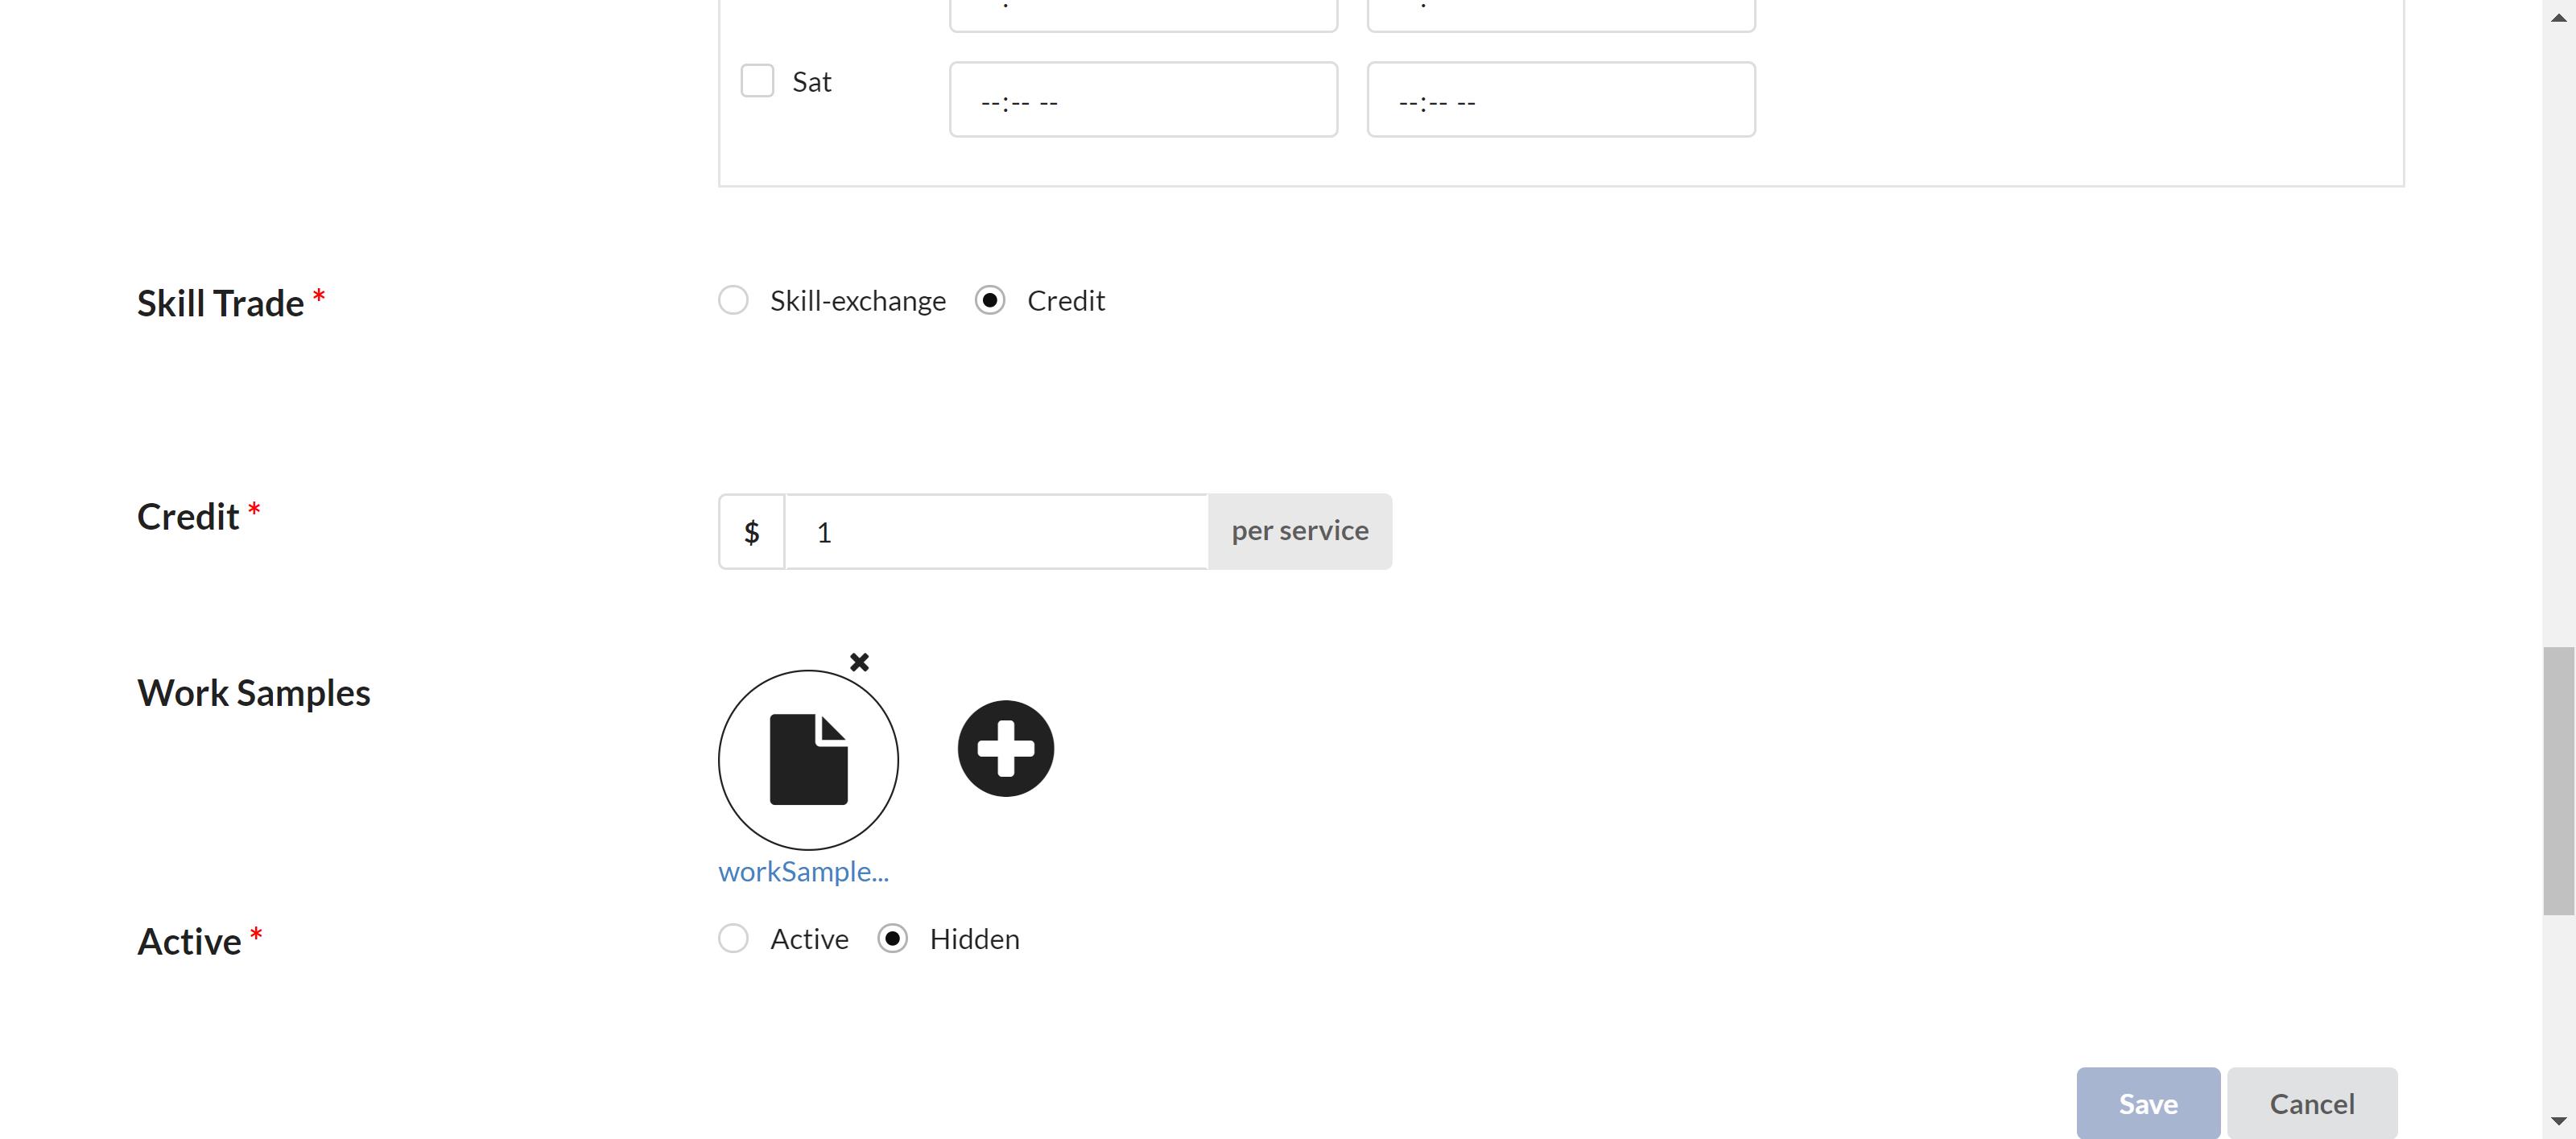 Sat --:-- -- --:-- --
Skill Trade * Skill-exchange Credit
Credit * $ 1 per service
Work Samples
workSample...
Active * Active Hidden
Save Cancel